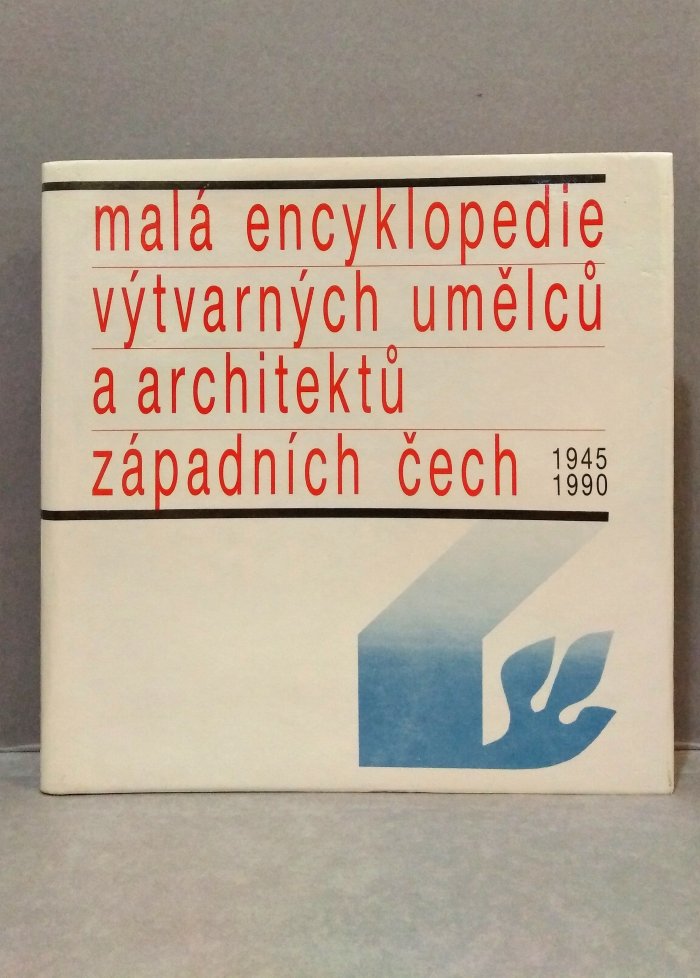 malá encyklopedie
výtvarných umělců
a architektů
západních čech 1945
1990